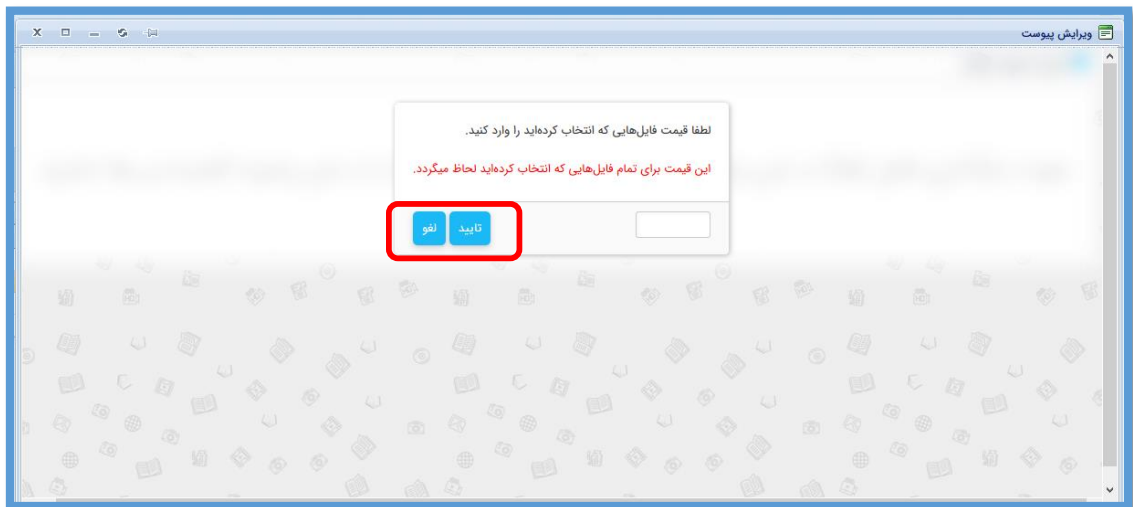 ویرایش پیوست
لطفا قیمت فایل‌هایی که انتخاب کرده‌اید را وارد کنید.
این قیمت برای تمام فایل‌هایی که انتخاب کرده‌اید لحاظ میگردد.
تایید لغو